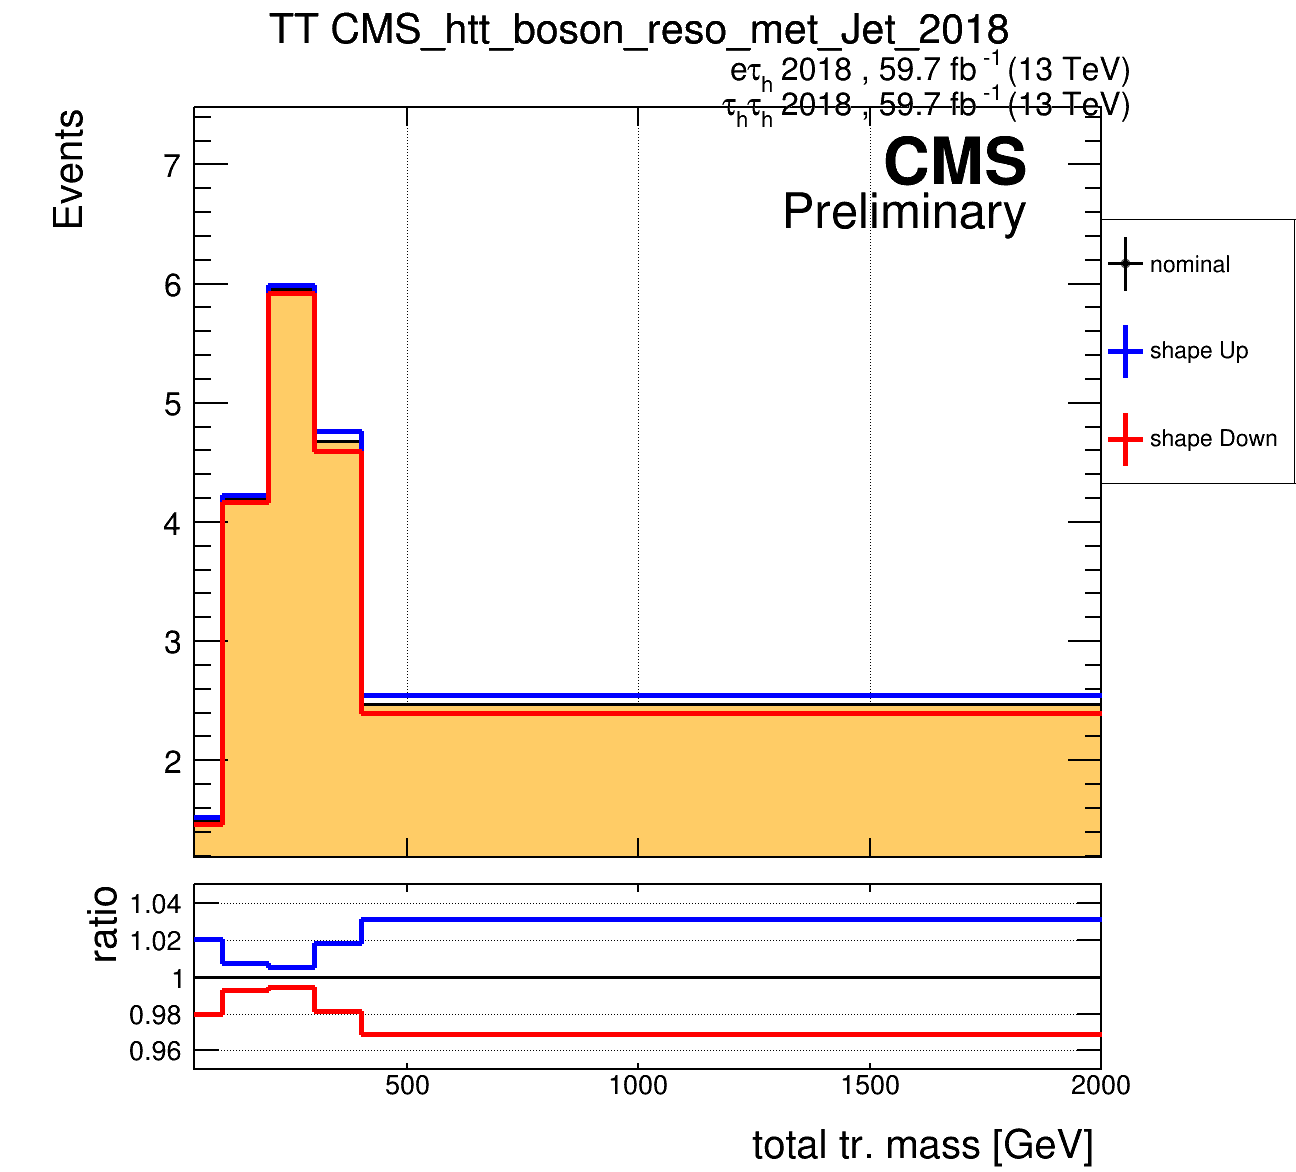 TT CMS_htt_boson_reso_met_Jet_2018
eτh 2018 , 59.7 fb-1 (13 TeV)
τhτh 2018 , 59.7 fb-1 (13 TeV)
Events
CMS
Preliminary
7
6
5
4
3
2
nominal
shape Up
shape Down
ratio
1.04
1.02
1
0.98
0.96
500
1000
1500
2000
total tr. mass [GeV]